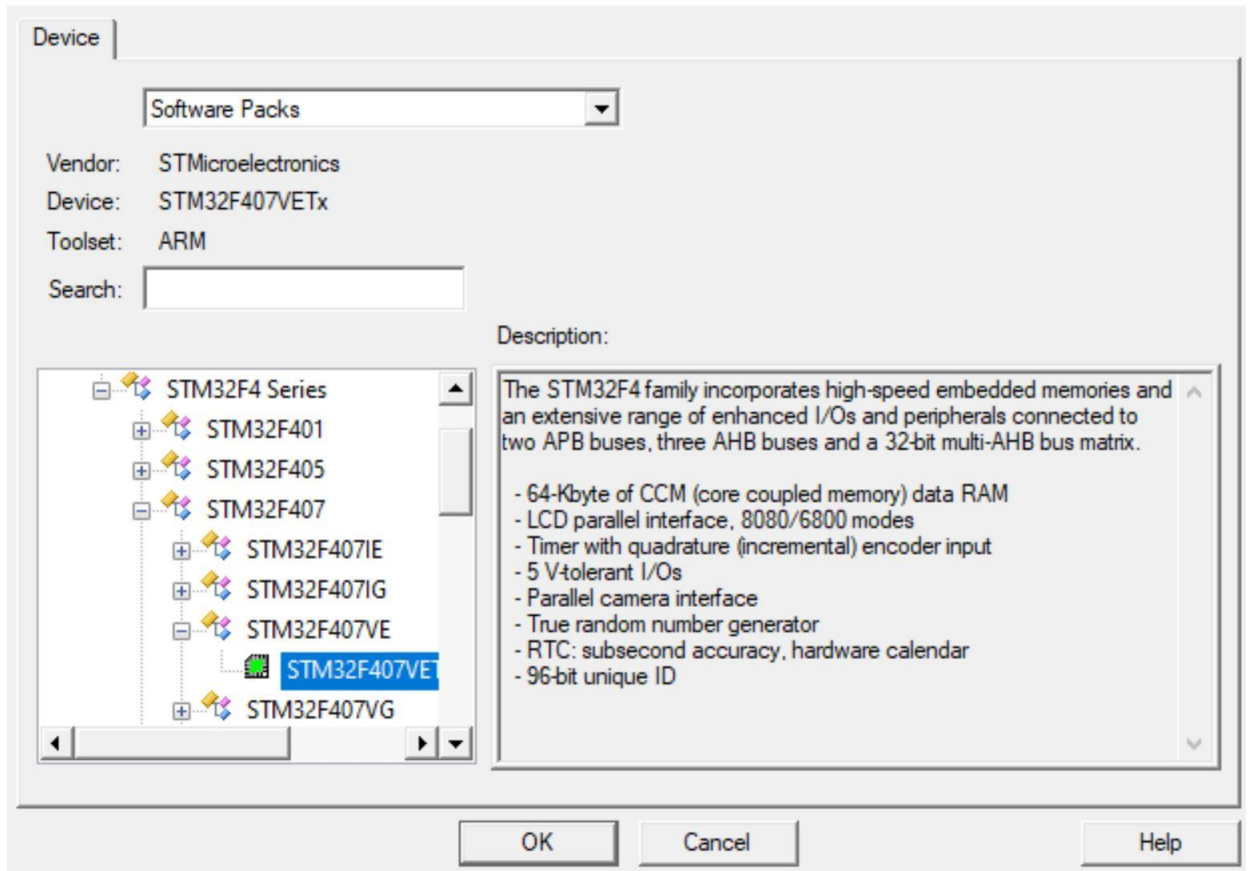 Device
Software Packs
Vendor: STMicroelectronics
Device: STM32F407VETx
Toolset: ARM
Search:
Description:
STM32F4 Series
STM32F401
STM32F405
STM32F407
STM32F407IE
STM32F407IG
STM32F407VE
STM32F407VET
STM32F407VG
The STM32F4 family incorporates high-speed embedded memories and
an extensive range of enhanced I/Os and peripherals connected to
two APB buses, three AHB buses and a 32-bit multi-AHB bus matrix.
- 64-Kbyte of CCM (core coupled memory) data RAM
- LCD parallel interface, 8080/6800 modes
- Timer with quadrature (incremental) encoder input
- 5 V-tolerant I/Os
- Parallel camera interface
- True random number generator
- RTC: subsecond accuracy, hardware calendar
- 96-bit unique ID
OK Cancel Help